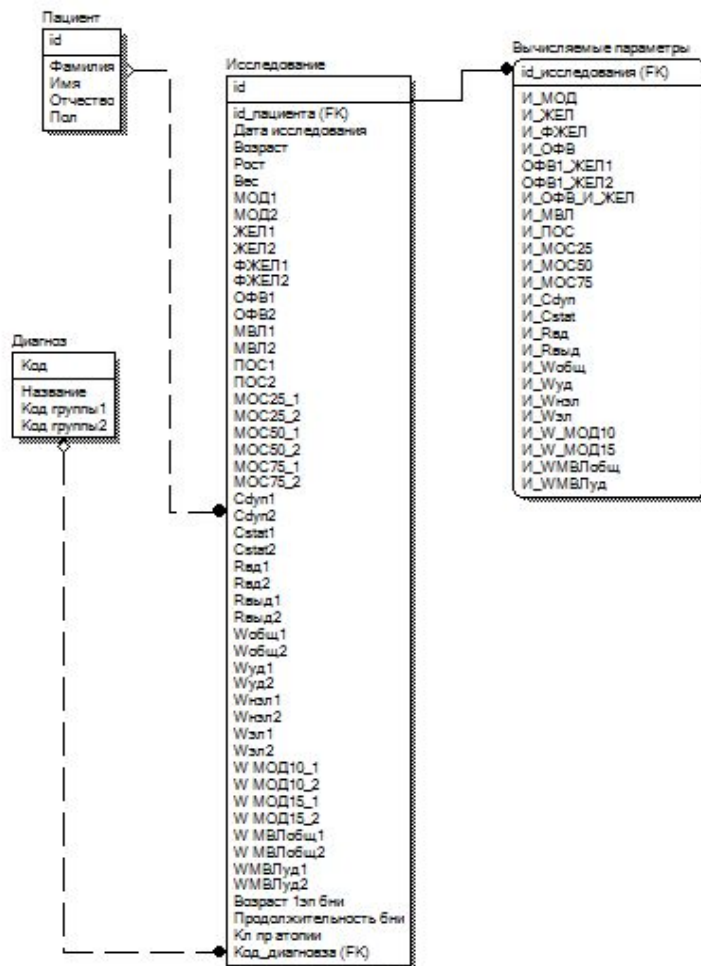 Пациент
id
Фамилия
Имя
Отчество
Пол
Исследование
id
id_пациента (FK)
Дата исследования
Возраст
Рост
Вес
МОД1
МОД2
ЖЕЛ1
ЖЕЛ2
ФЖЕЛ1
ФЖЕЛ2
ОФВ1
ОФВ2
МВЛ1
МВЛ2
ПОС1
ПОС2
МОС25_1
МОС25_2
МОС50_1
МОС50_2
МОС75_1
МОС75_2
Cdyn1
Cdyn2
Cstat1
Cstat2
Rвд1
Rвд2
Rвыд1
Rвыд2
Wобщ1
Wобщ2
Wуд1
Wуд2
Wнэл1
Wнэл2
Wэл1
Wэл2
W МОД10_1
W МОД10_2
W МОД15_1
W МОД15_2
W МВЛобщ1
W МВЛобщ2
WМВЛуд1
WМВЛуд2
Возраст 1эп бни
Продолжительность бни
Кл пр атопии
Код_диагновза (FK)
Вычисляемые параметры
id_исследования (FK)
И_МОД
И_ЖЕЛ
И_ФЖЕЛ
И_ОФВ
ОФВ1_ЖЕЛ1
ОФВ1_ЖЕЛ2
И_ОФВ_И_ЖЕЛ
И_МВЛ
И_ПОС
И_МОС25
И_МОС50
И_МОС75
И_Cdyn
И_Cstat
И_Rвд
И_Rвыд
И_Wобщ
И_Wуд
И_Wнэл
И_Wэл
И_W_МОД10
И_W_МОД15
И_WМВЛобщ
И_WМВЛуд
Диагноз
Код
Название
Код группы1
Код группы2